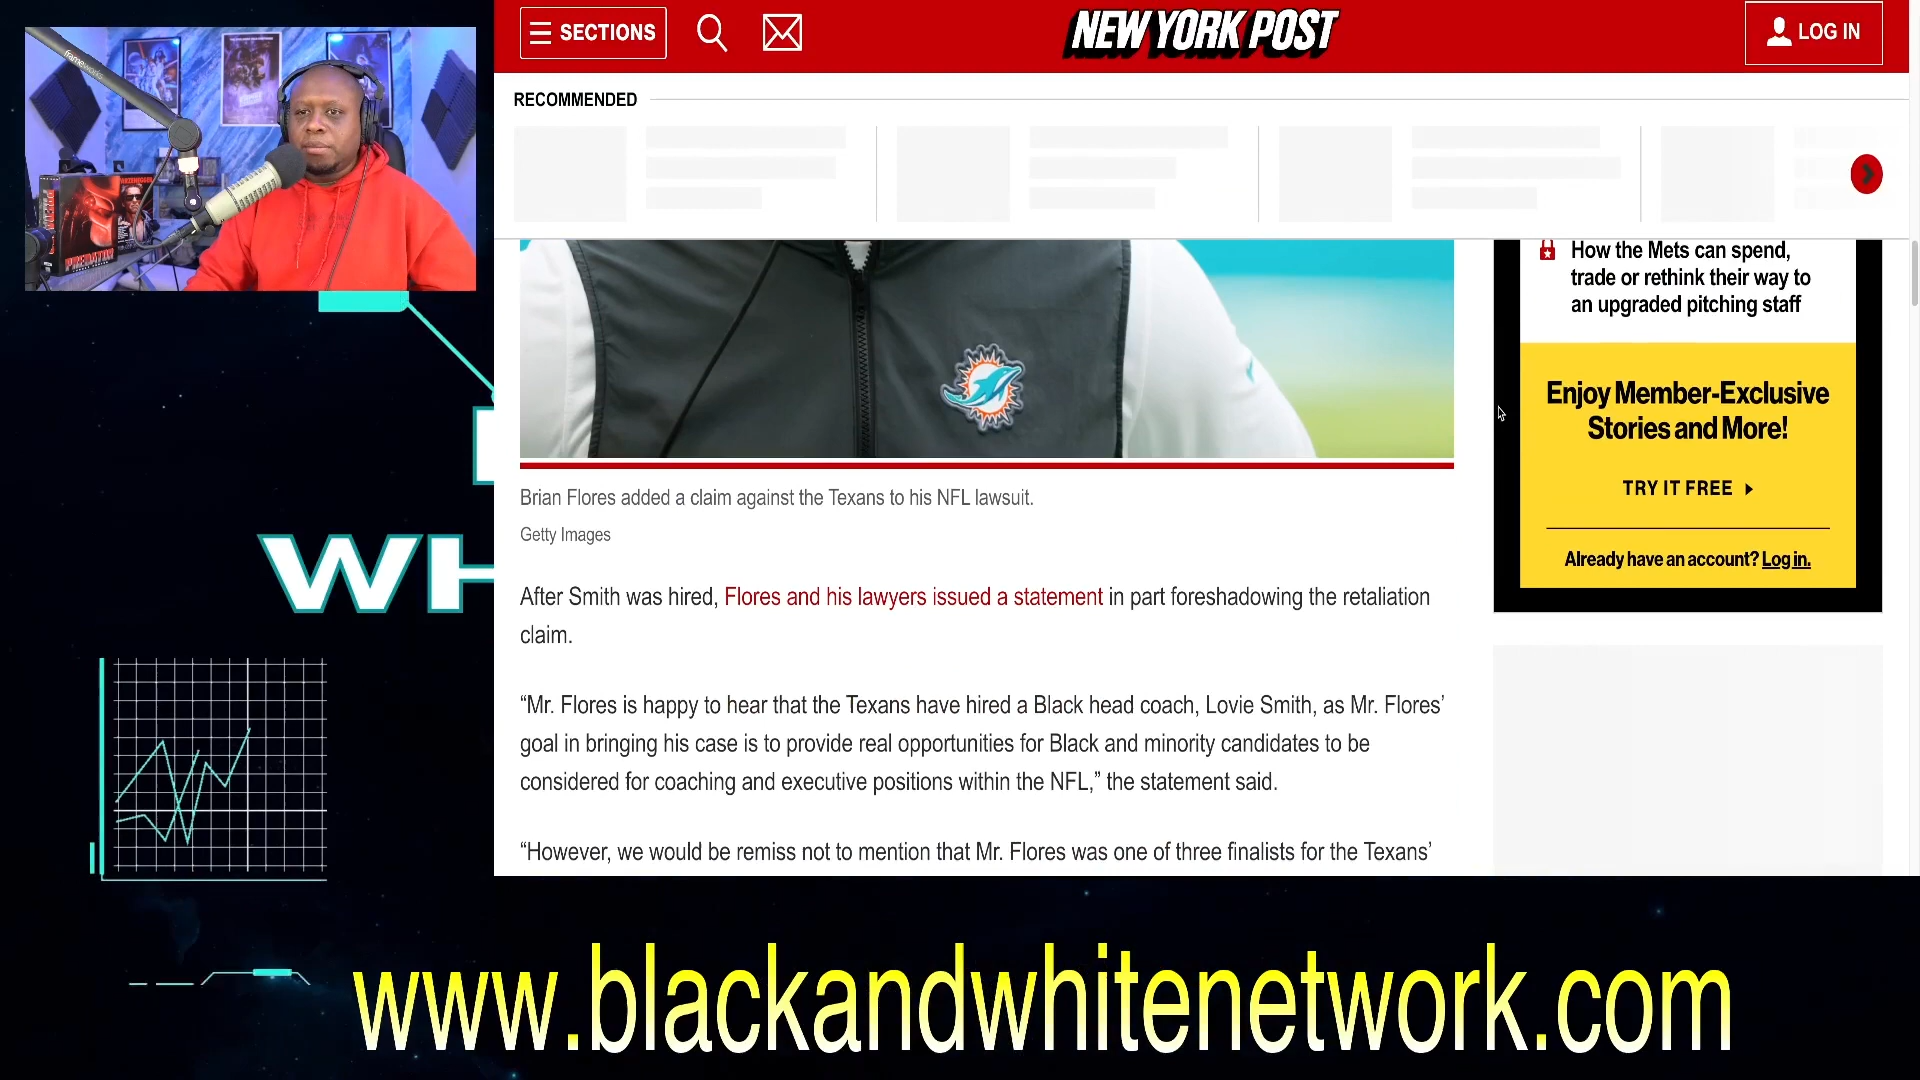 SECTIONS
NEW YORK POST
LOG IN
RECOMMENDED
PREDATOR
How the Mets can spend,
trade or rethink their way to
an upgraded pitching staff
Enjoy Member-Exclusive
Stories and More!
TRY IT FREE
Already have an account? Log in.
Brian Flores added a claim against the Texans to his NFL lawsuit.
Getty Images
After Smith was hired, Flores and his lawyers issued a statement in part foreshadowing the retaliation
claim.
“Mr. Flores is happy to hear that the Texans have hired a Black head coach, Lovie Smith, as Mr. Flores’
goal in bringing his case is to provide real opportunities for Black and minority candidates to be
considered for coaching and executive positions within the NFL,” the statement said.
“However, we would be remiss not to mention that Mr. Flores was one of three finalists for the Texans’
WH
www.blackandwhitenetwork.com